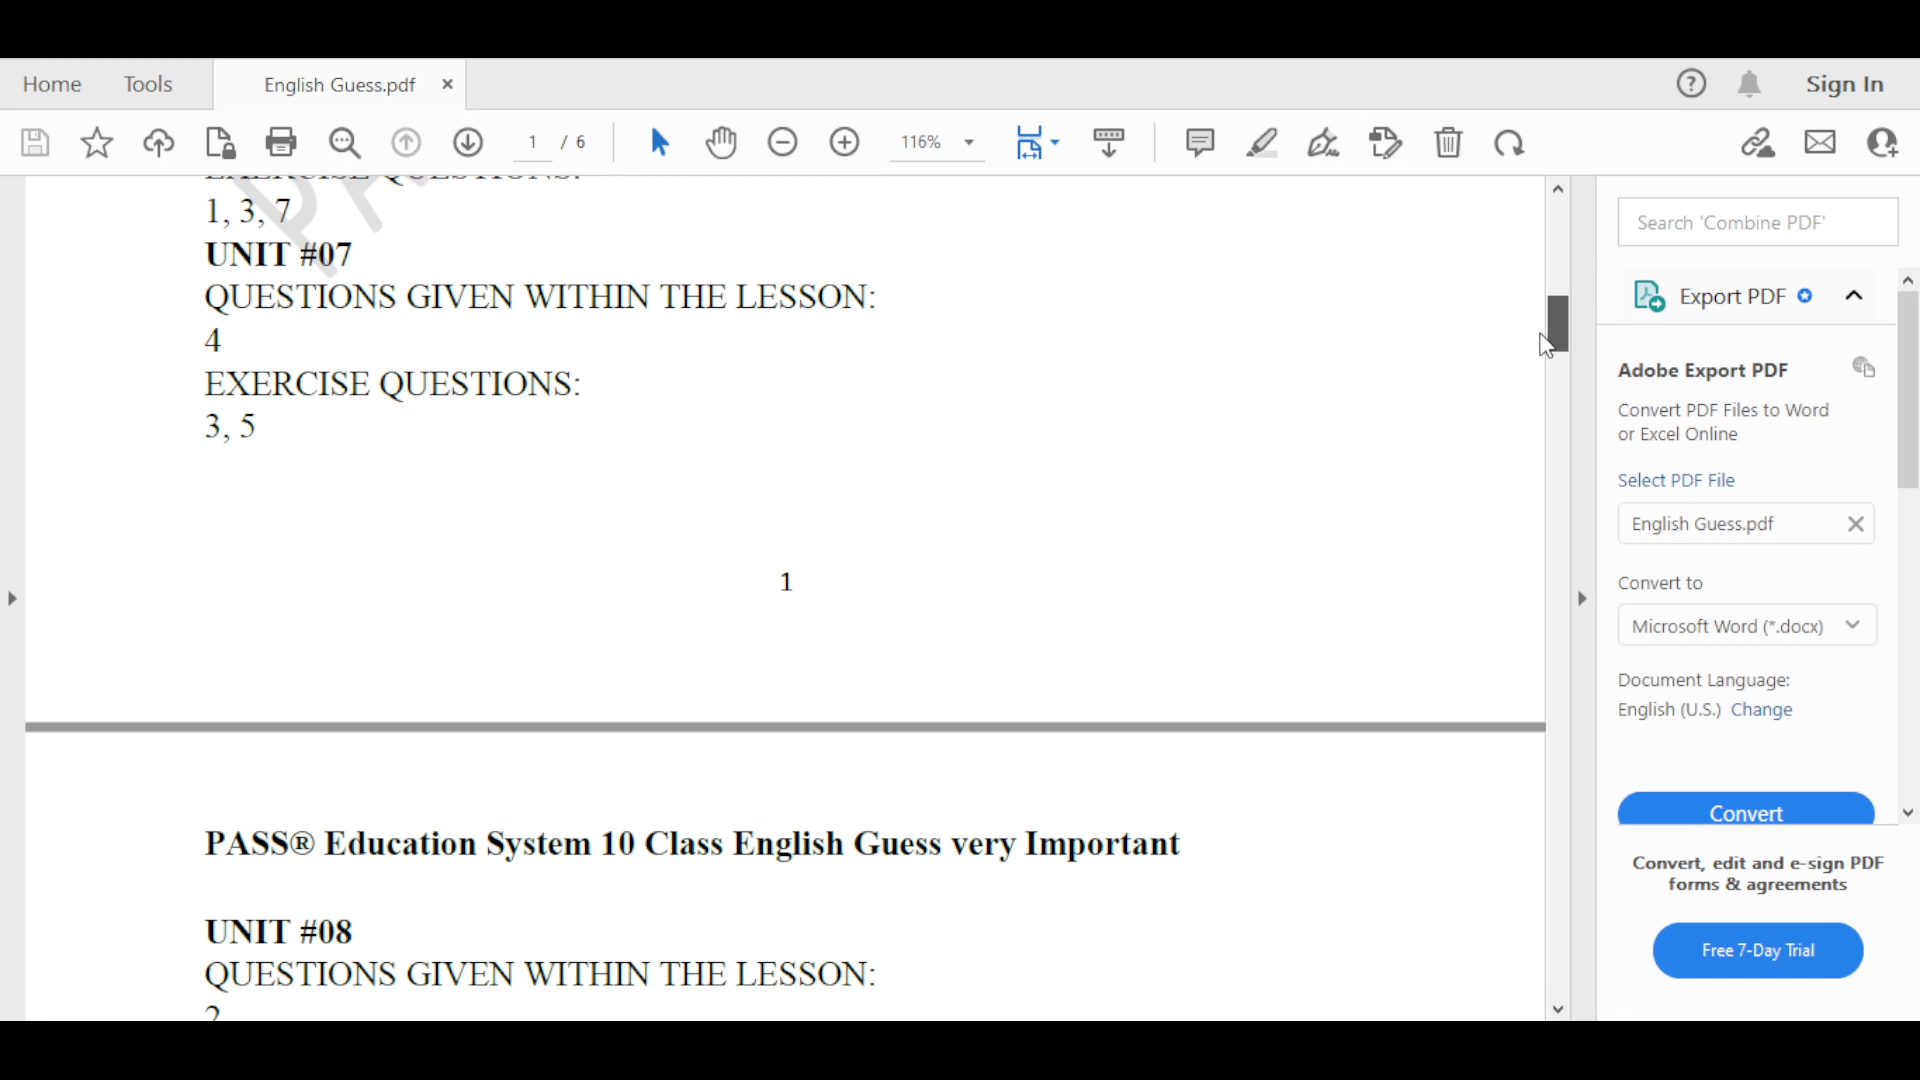 Home Tools English Guess.pdf × ? Sign In
1 / 6 116%
EXERCISE QUESTIONS:
1, 3, 7
UNIT #07
QUESTIONS GIVEN WITHIN THE LESSON:
4
EXERCISE QUESTIONS:
3, 5
1
PASS® Education System 10 Class English Guess very Important
UNIT #08
QUESTIONS GIVEN WITHIN THE LESSON:
2
Search 'Combine PDF'
Export PDF
Adobe Export PDF
Convert PDF Files to Word
or Excel Online
Select PDF File
English Guess.pdf
Convert to
Microsoft Word (*.docx)
Document Language:
English (U.S.) Change
Convert
Convert, edit and e-sign PDF
forms & agreements
Free 7-Day Trial